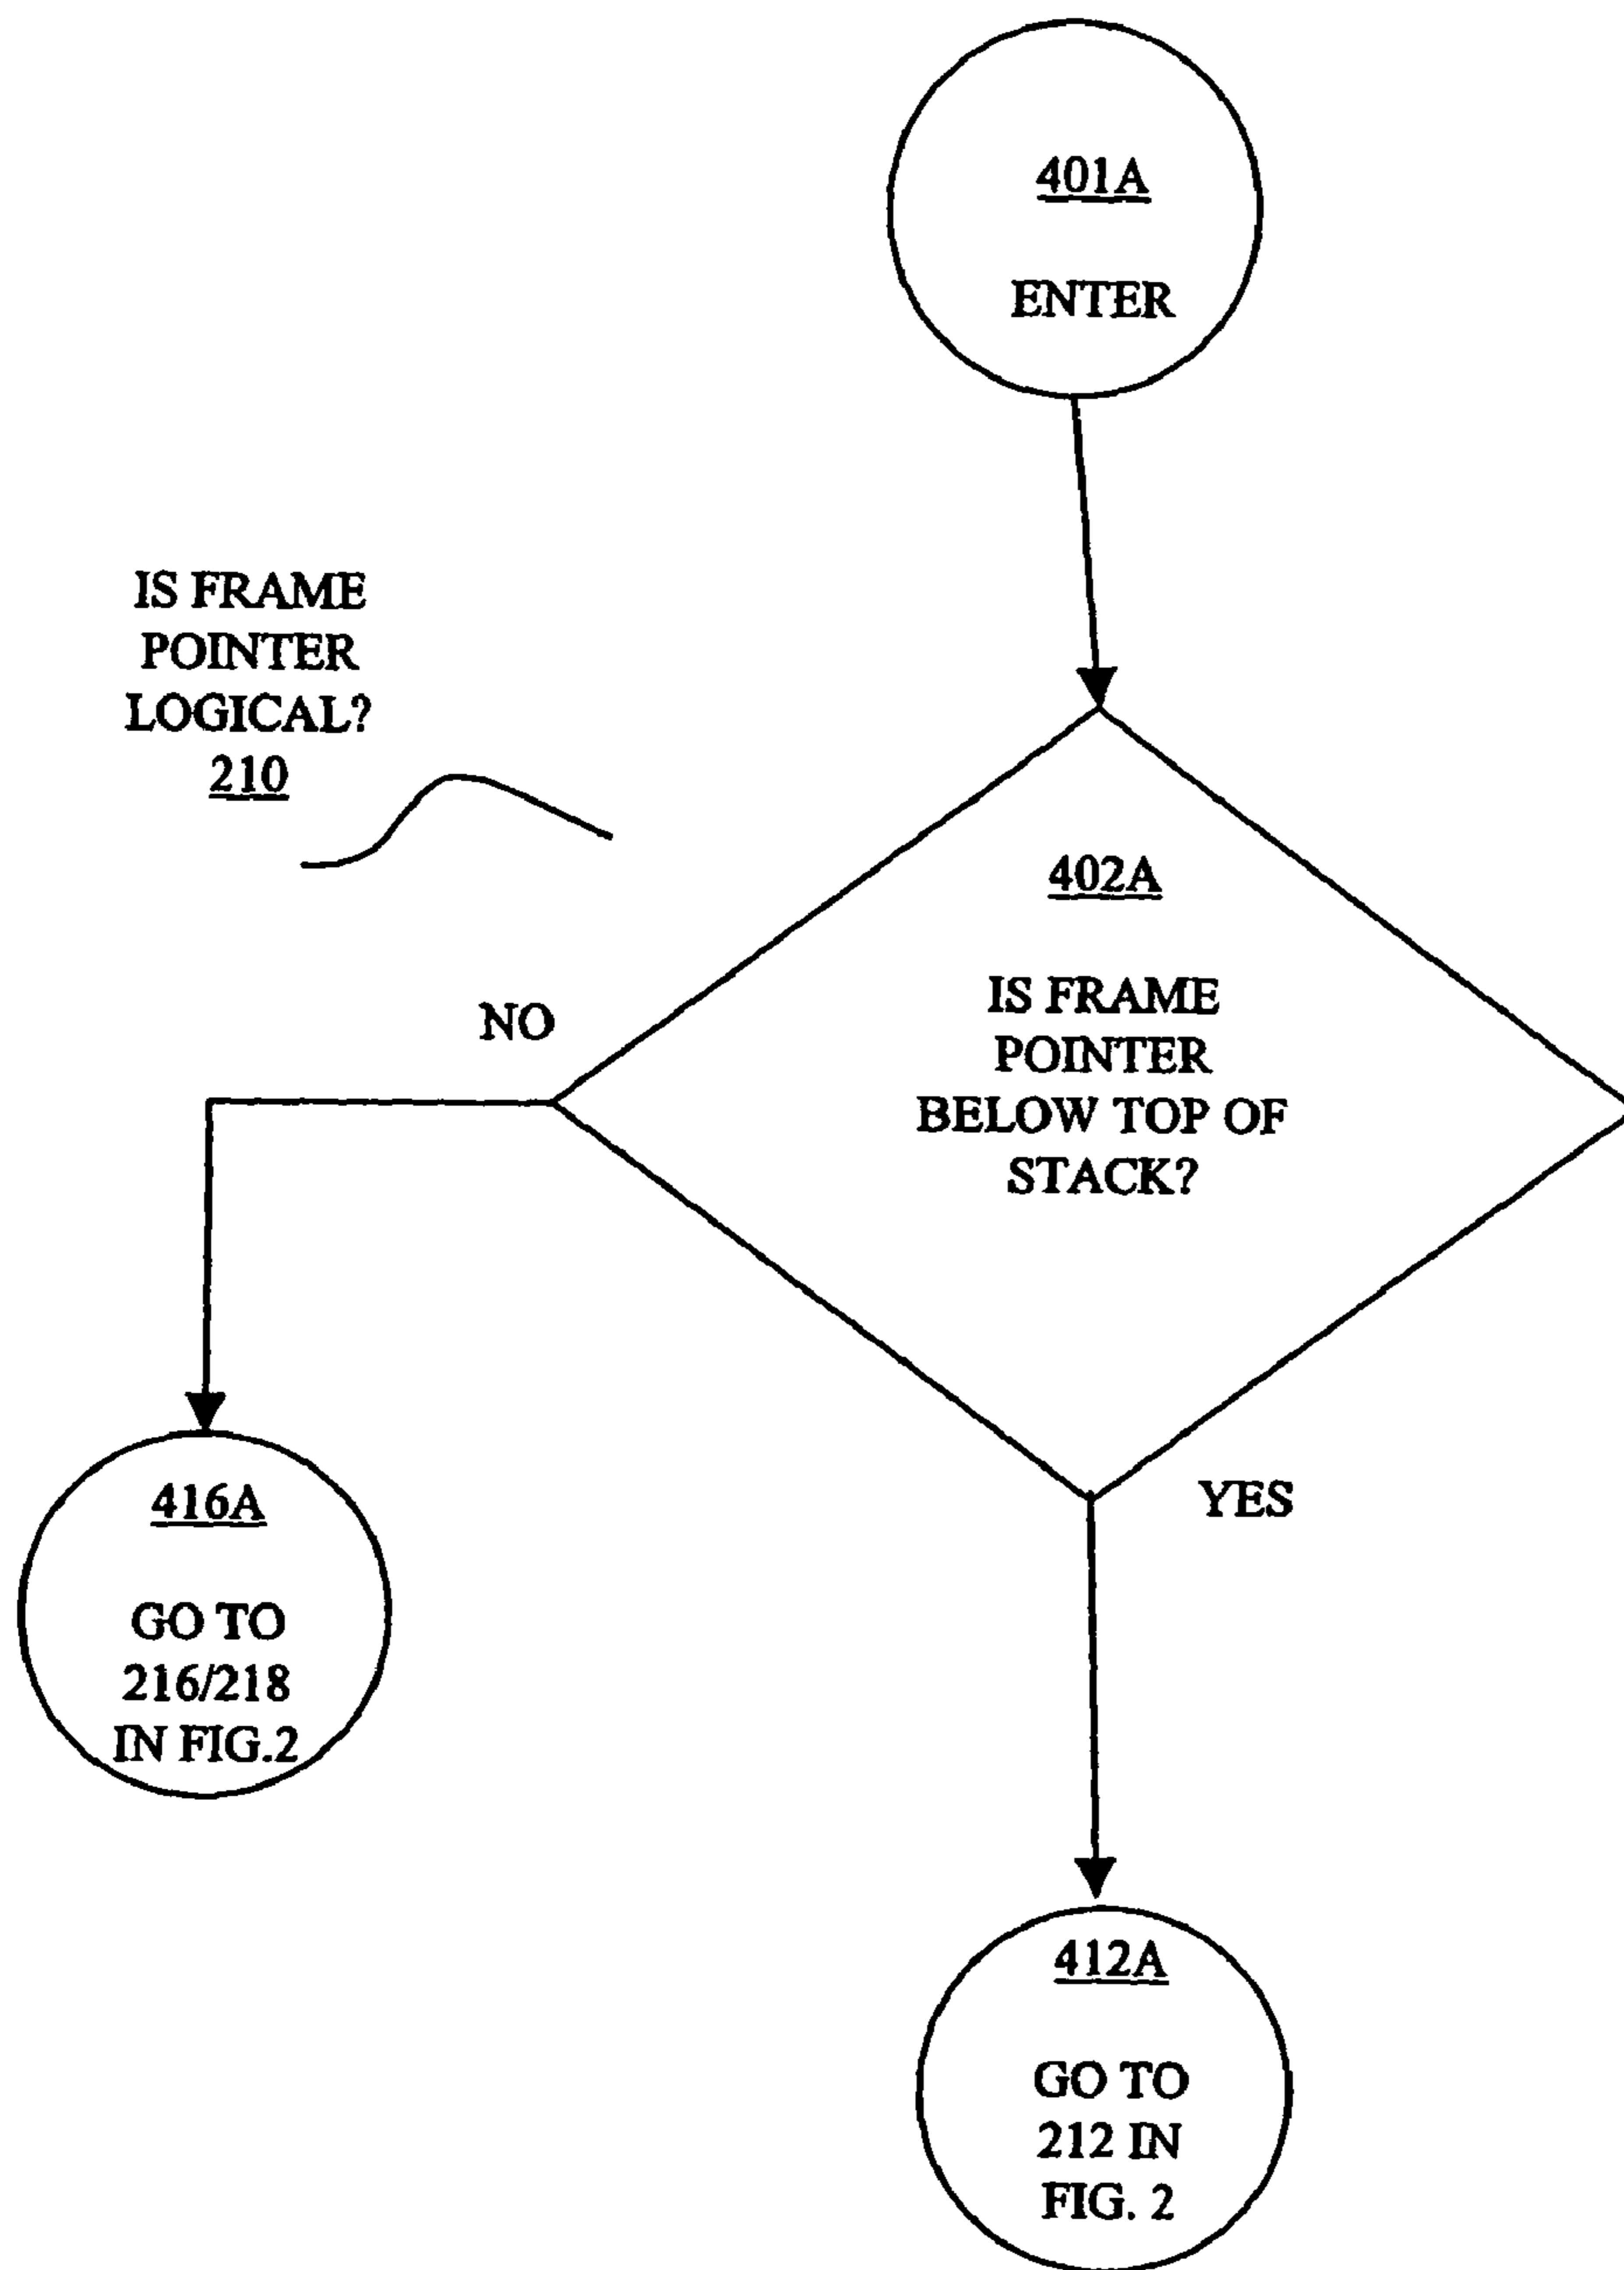 401A
ENTER
IS FRAME
POINTER
LOGICAL?
210
402A
IS FRAME
POINTER
BELOW TOP OF
STACK?
NO
YES
416A
GO TO
216/218
IN FIG.2
412A
GO TO
212 IN
FIG. 2